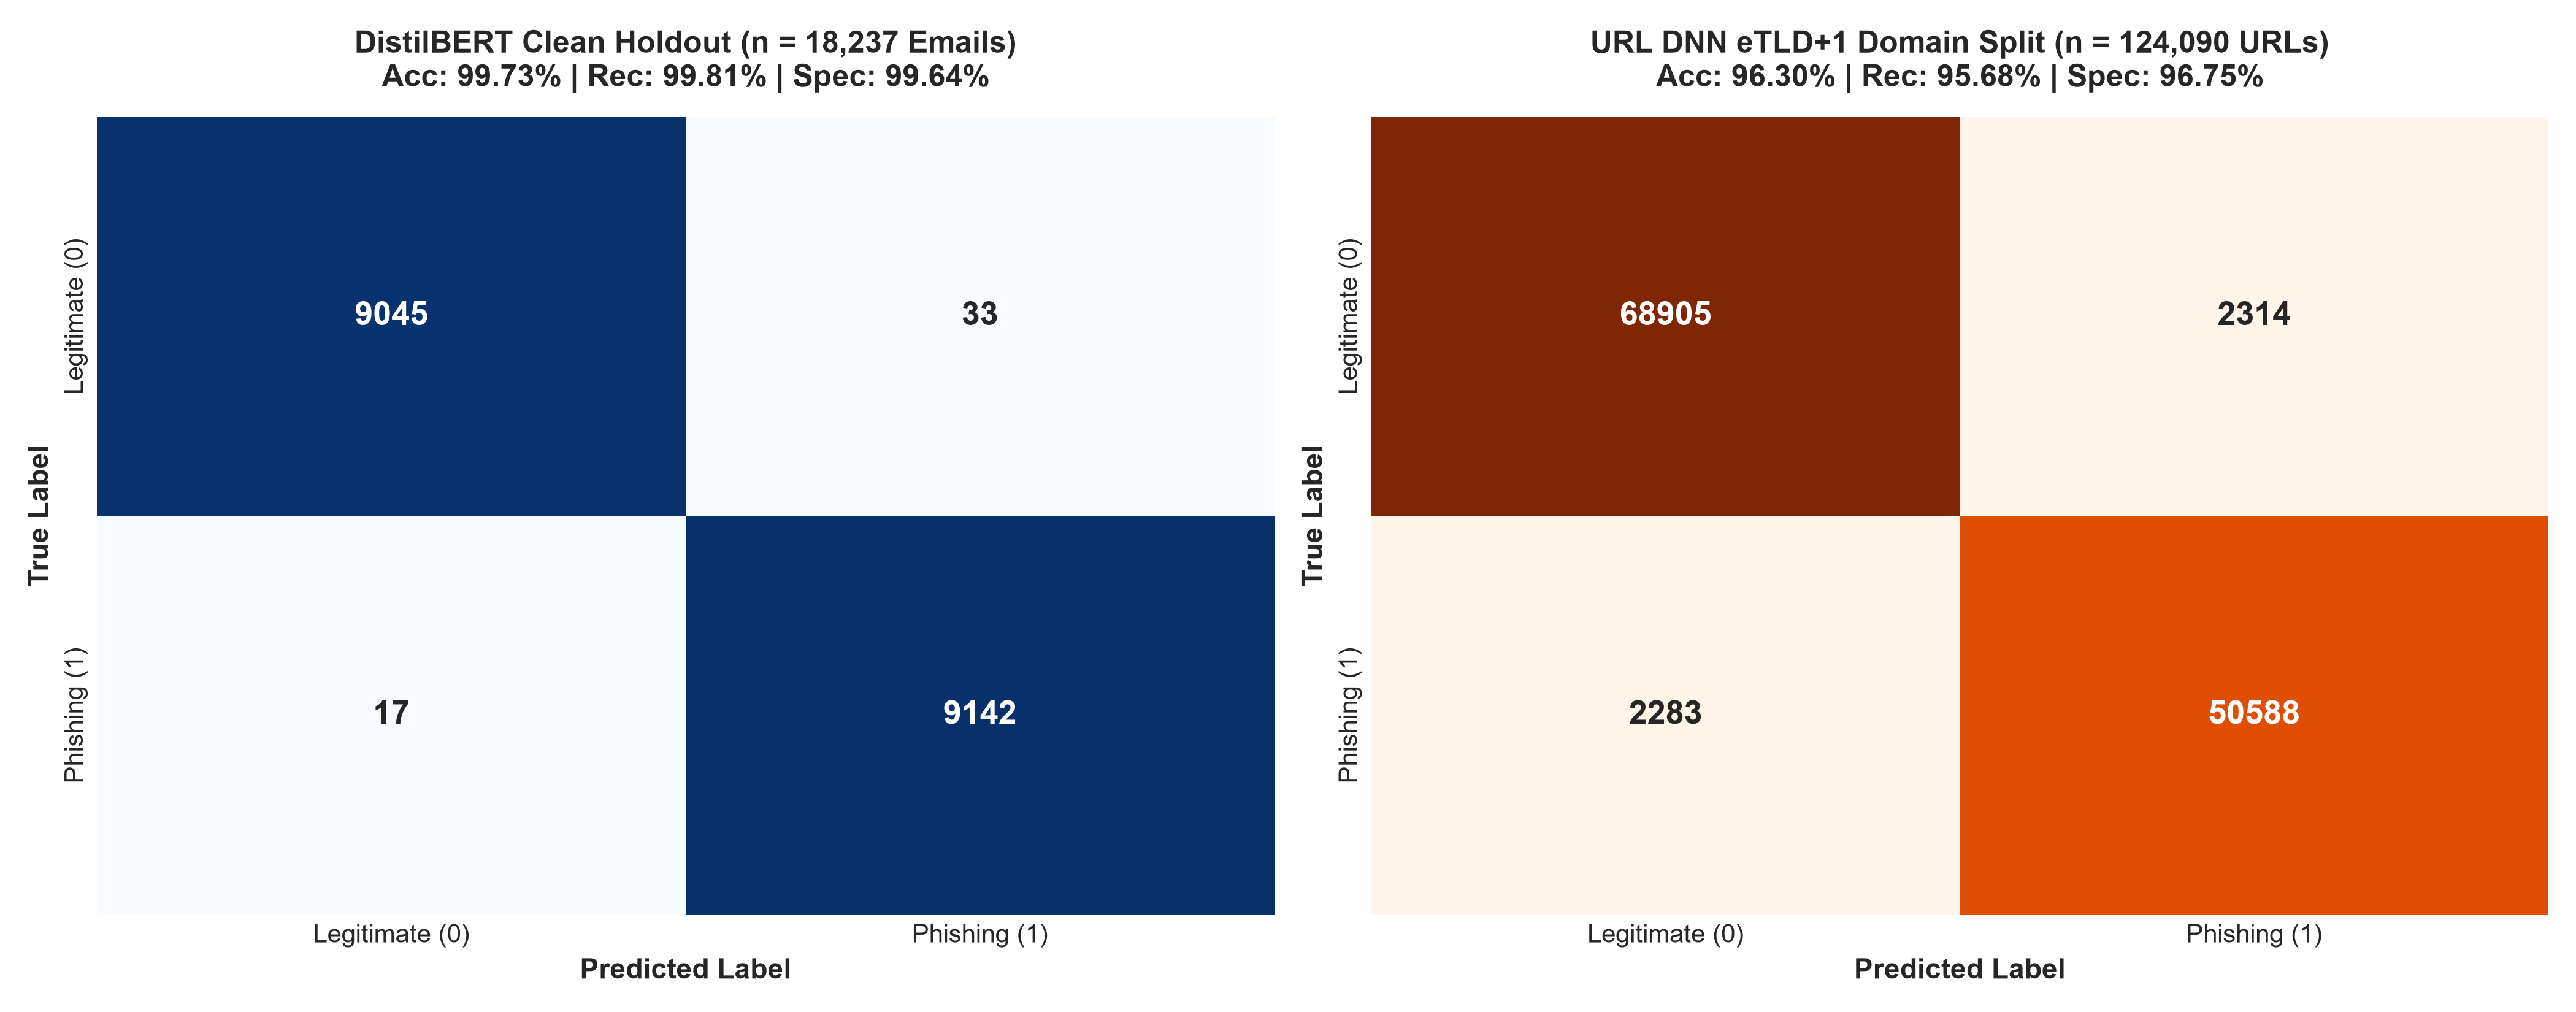 DistilBERT Clean Holdout (n = 18,237 Emails)
Acc: 99.73% | Rec: 99.81% | Spec: 99.64%
True Label
Legitimate (0)
Phishing (1)
9045
33
17
9142
Legitimate (0)
Phishing (1)
Predicted Label
URL DNN eTLD+1 Domain Split (n = 124,090 URLs)
Acc: 96.30% | Rec: 95.68% | Spec: 96.75%
True Label
Legitimate (0)
Phishing (1)
68905
2314
2283
50588
Legitimate (0)
Phishing (1)
Predicted Label